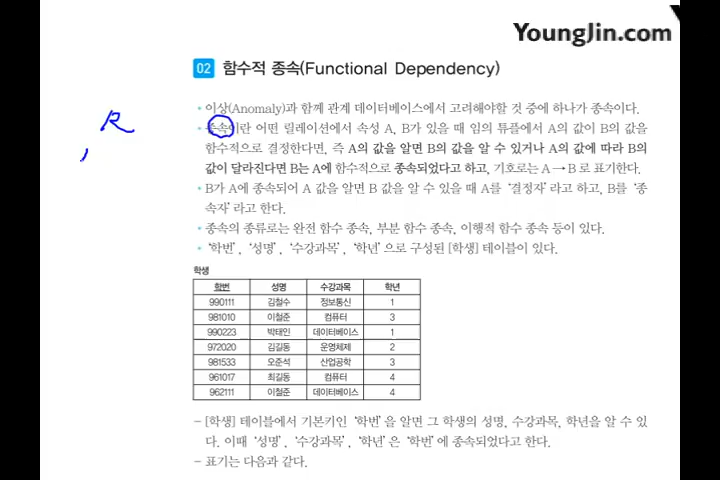 YoungJin.com
02 함수적 종속(Functional Dependency)
• 이상(Anomaly)과 함께 관계 데이터베이스에서 고려해야할 것 중에 하나가 종속이다.
R
• 종속이란 어떤 릴레이션에서 속성 A, B가 있을 때 임의 튜플에서 A의 값이 B의 값을
함수적으로 결정한다면, 즉 A의 값을 알면 B의 값을 알 수 있거나 A의 값에 따라 B의
값이 달라진다면 B는 A에 함수적으로 종속되었다고 하고, 기호로는 A→B 로 표기한다.
• B가 A에 종속되어 A 값을 알면 B 값을 알 수 있을 때 A를 '결정자' 라고 하고, B를 '종
속자' 라고 한다.
• 종속의 종류로는 완전 함수 종속, 부분 함수 종속, 이행적 함수 종속 등이 있다.
• '학번', '성명', '수강과목', '학년'으로 구성된 [학생] 테이블이 있다.
학생
학번 성명 수강과목 학년
990111 김철수 정보통신 1
981010 이철준 컴퓨터 3
990223 박태인 데이터베이스 1
972020 김길동 운영체제 2
981533 오준석 산업공학 3
961017 최길동 컴퓨터 4
962111 이철준 데이터베이스 4
– [학생] 테이블에서 기본키인 '학번'을 알면 그 학생의 성명, 수강과목, 학년을 알 수 있
다. 이때 '성명', '수강과목', '학년'은 '학번'에 종속되었다고 한다.
– 표기는 다음과 같다.